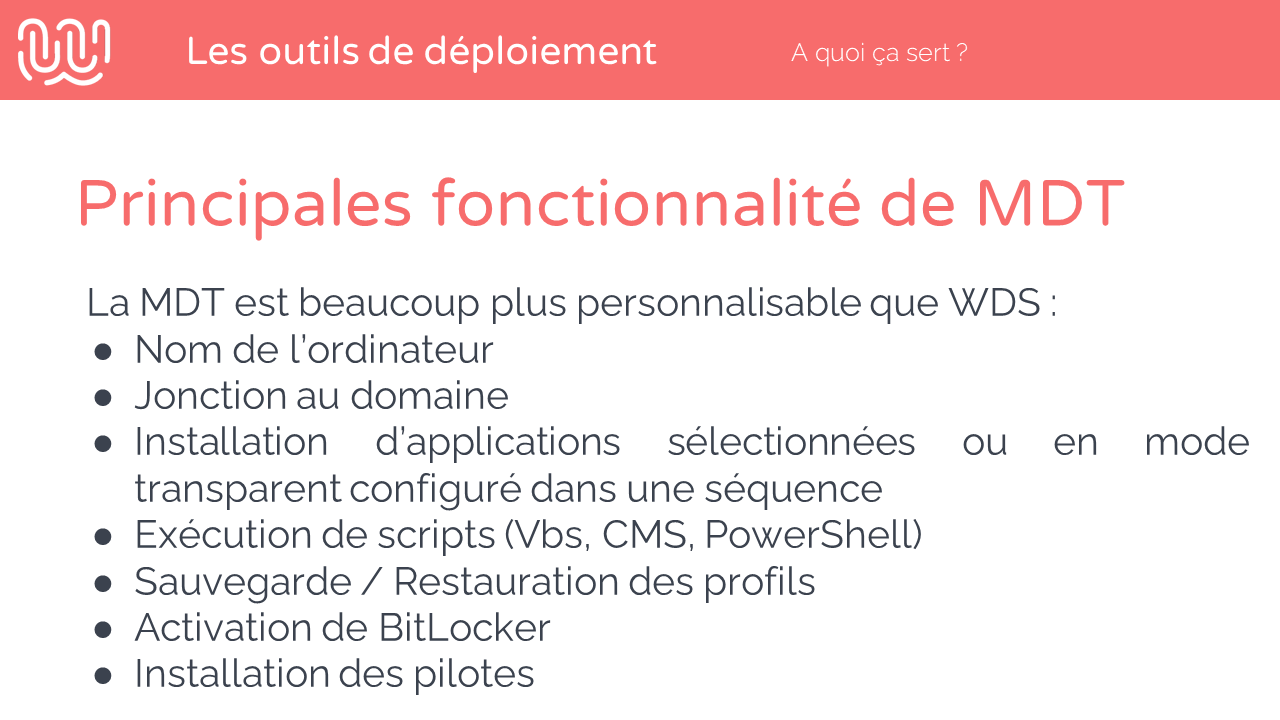 Les outils de déploiement
A quoi ça sert ?
Principales fonctionnalité de MDT
La MDT est beaucoup plus personnalisable que WDS :
● Nom de l’ordinateur
● Jonction au domaine
● Installation d’applications sélectionnées ou en mode
transparent configuré dans une séquence
● Exécution de scripts (Vbs, CMS, PowerShell)
● Sauvegarde / Restauration des profils
● Activation de BitLocker
● Installation des pilotes